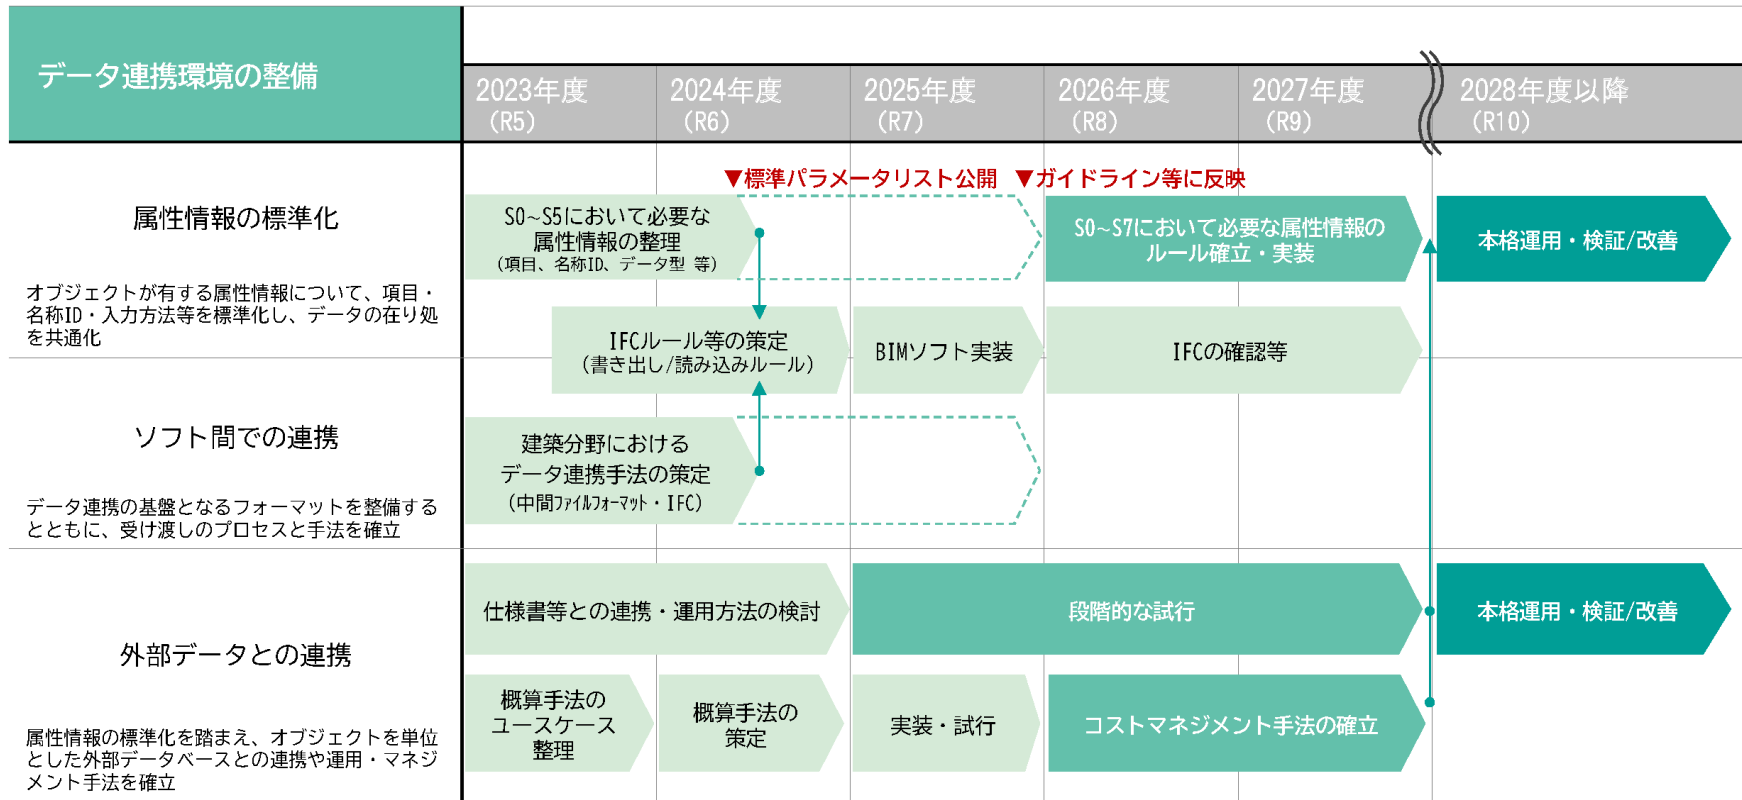 データ連携環境の整備
2023年度
(R5)
2024年度
(R6)
2025年度
(R7)
2026年度
(R8)
2027年度
(R9)
2028年度以降
(R10)
▼標準パラメータリスト公開
▼ガイドライン等に反映
属性情報の標準化
オブジェクトが有する属性情報について、項目・
名称ID・入力方法等を標準化し、データの在り処
を共通化
S0~S5において必要な
属性情報の整理
(項目、名称ID、データ型 等)
S0~S7において必要な属性情報の
ルール確立・実装
本格運用・検証/改善
IFCルール等の策定
(書き出し/読み込みルール)
BIMソフト実装
IFCの確認等
ソフト間での連携
データ連携の基盤となるフォーマットを整備する
とともに、受け渡しのプロセスと手法を確立
建築分野における
データ連携手法の策定
(中間ﾌｧｲﾙﾌｫｰﾏｯﾄ・IFC)
外部データとの連携
属性情報の標準化を踏まえ、オブジェクトを単位
とした外部データベースとの連携や運用・マネジ
メント手法を確立
仕様書等との連携・運用方法の検討
段階的な試行
本格運用・検証/改善
概算手法の
ユースケース
整理
概算手法の
策定
実装・試行
コストマネジメント手法の確立